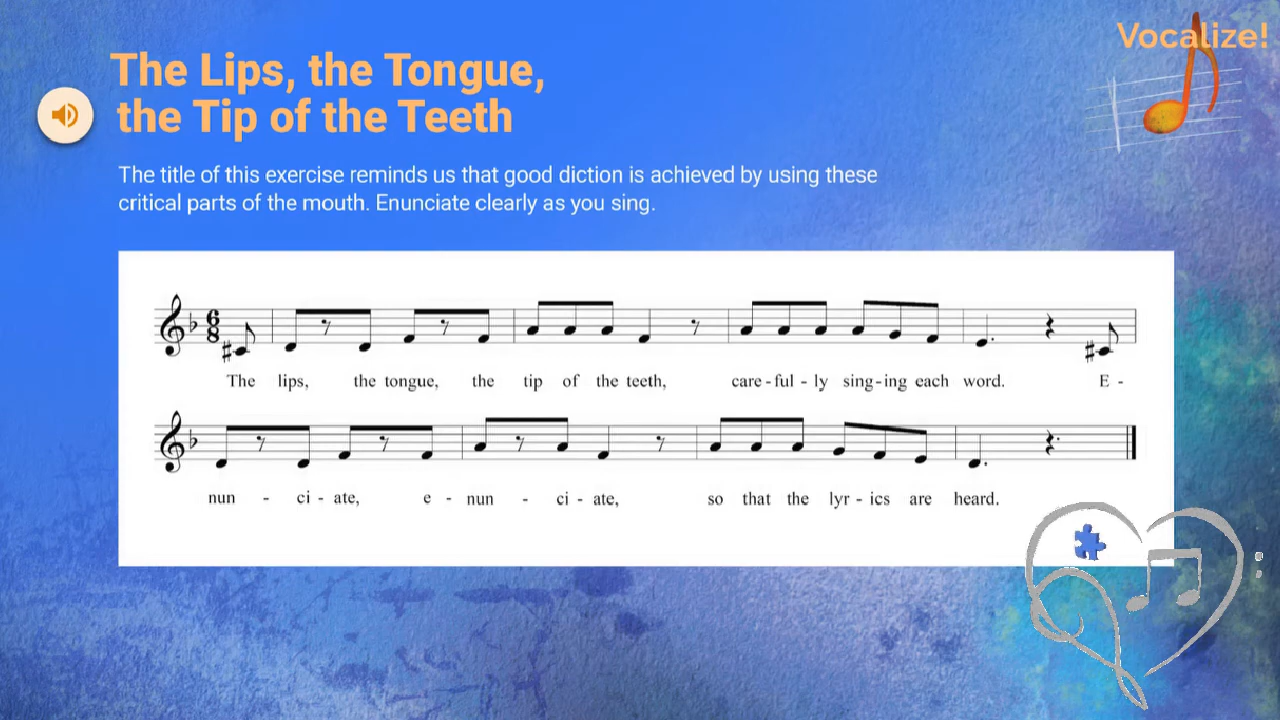 Vocalize!
The Lips, the Tongue,
the Tip of the Teeth
The title of this exercise reminds us that good diction is achieved by using these
critical parts of the mouth. Enunciate clearly as you sing.
6
8
The lips, the tongue, the tip of the teeth, care - ful - ly sing - ing each word. E -
nun - ci - ate, e - nun - ci - ate, so that the lyr - ics are heard.